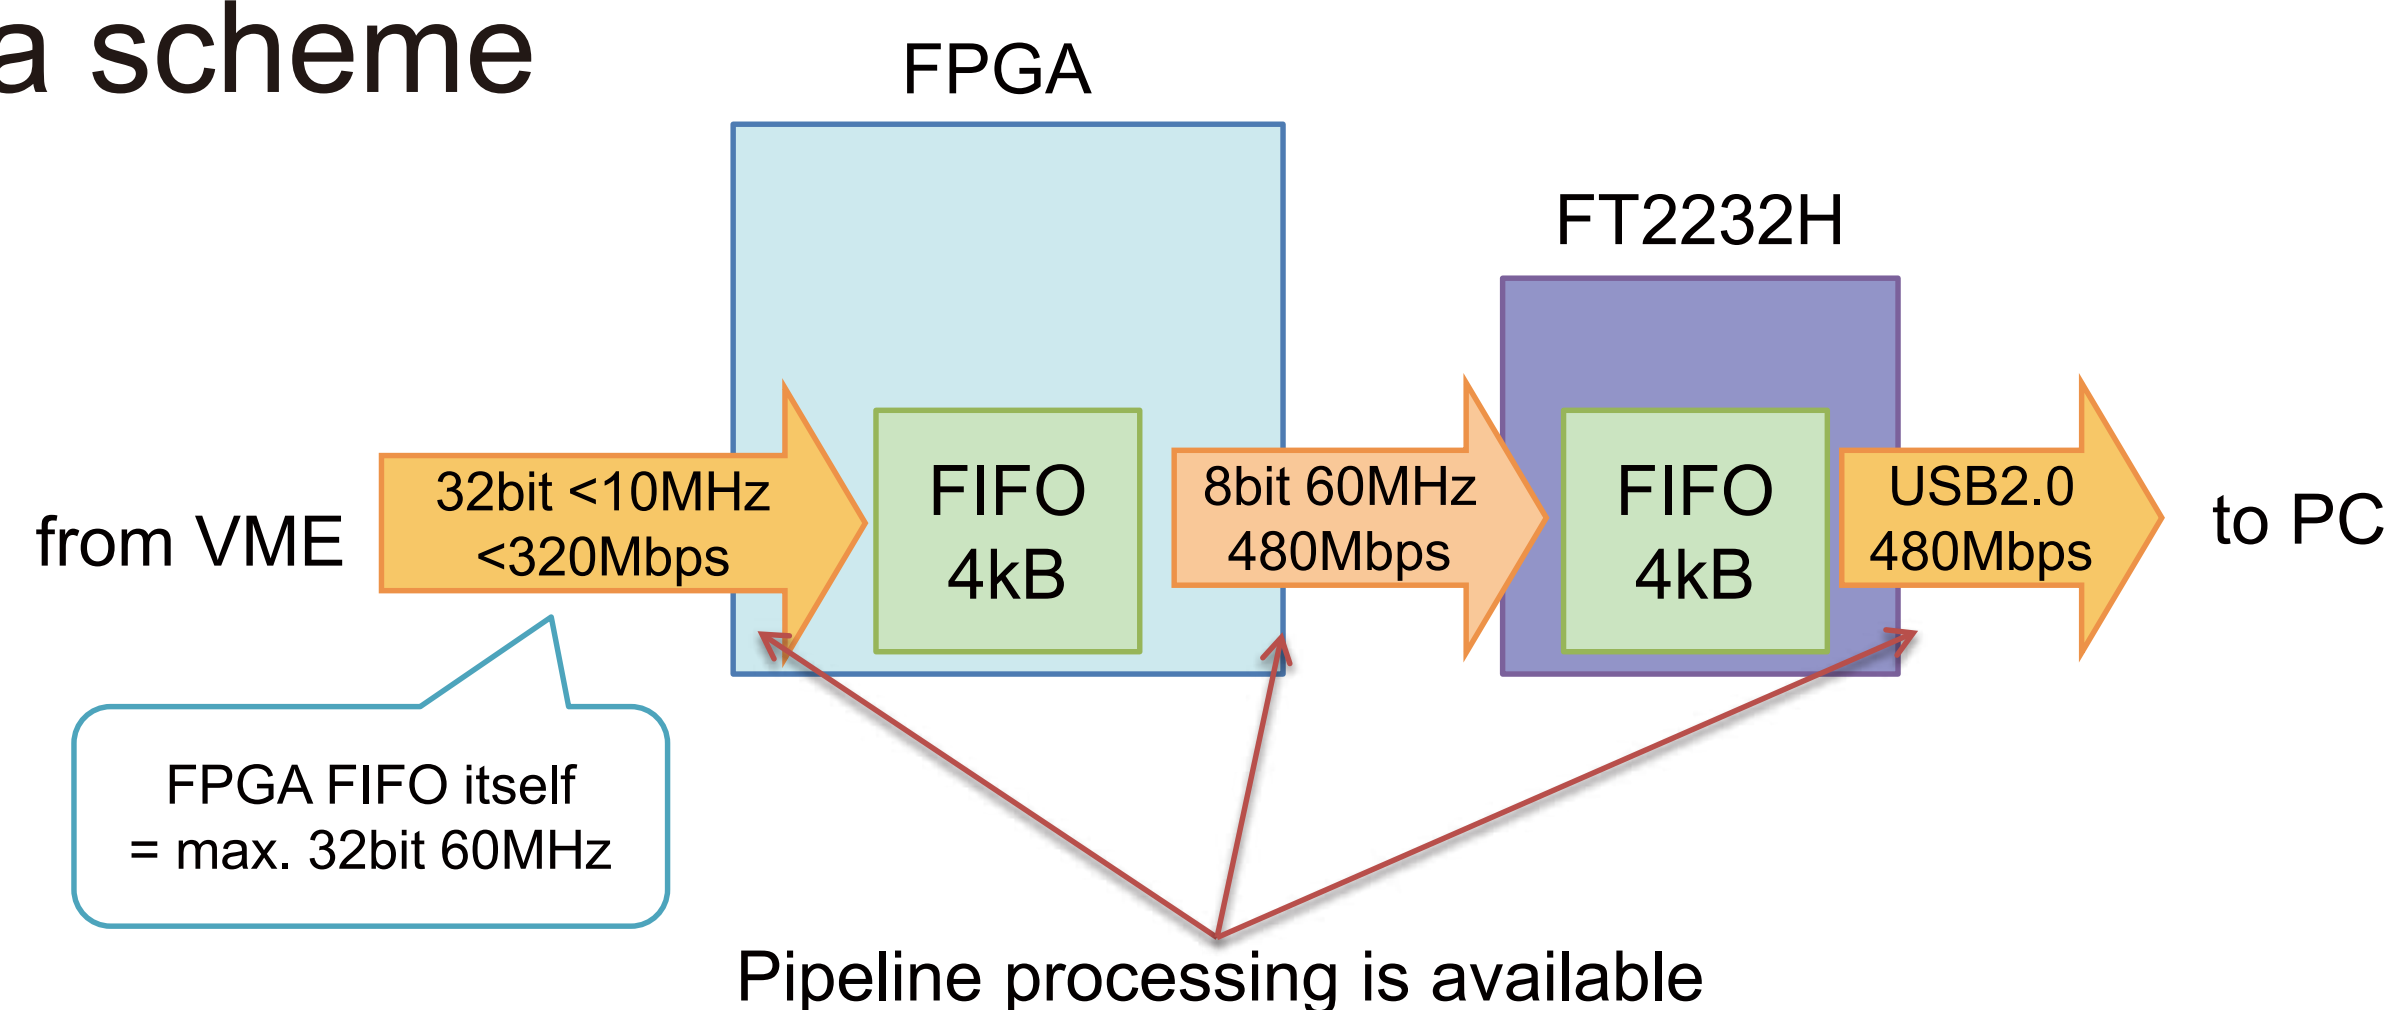 a scheme
FPGA
FT2232H
from VME
32bit <10MHz
<320Mbps
FIFO
4kB
8bit 60MHz
480Mbps
FIFO
4kB
USB2.0
480Mbps
to PC
FPGA FIFO itself
= max. 32bit 60MHz
Pipeline processing is available